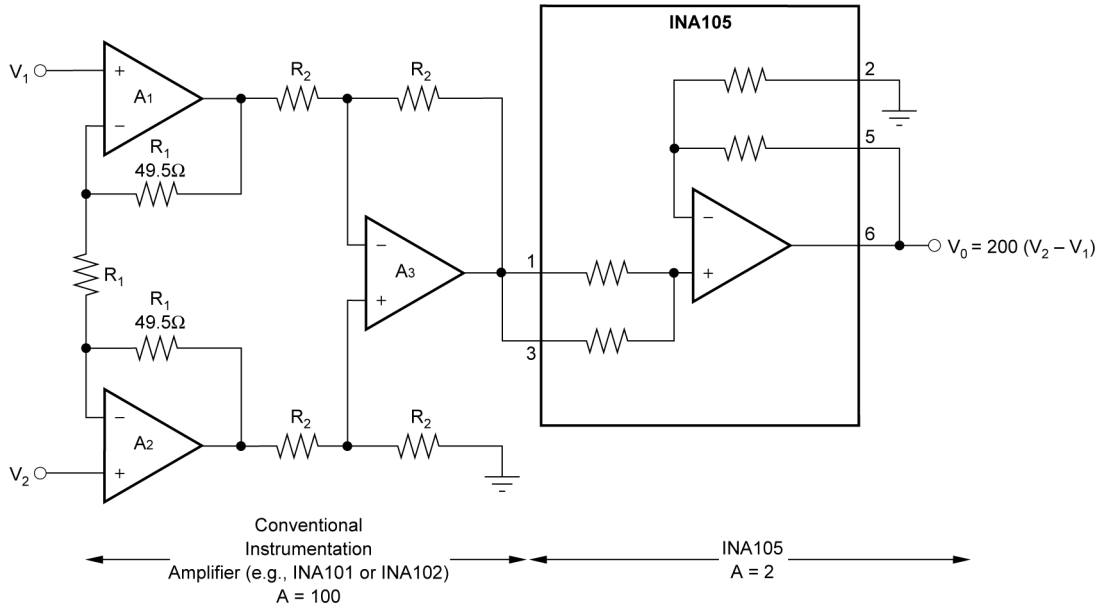 INA105
V1
+
A1
−
R2
R2
2
5
R1
49.5Ω
R1
R1
49.5Ω
−
A3
+
1
3
−
+
6
V0 = 200 (V2 – V1)
−
A2
+
V2
R2
R2
Conventional
Instrumentation
Amplifier (e.g., INA101 or INA102)
A = 100
INA105
A = 2